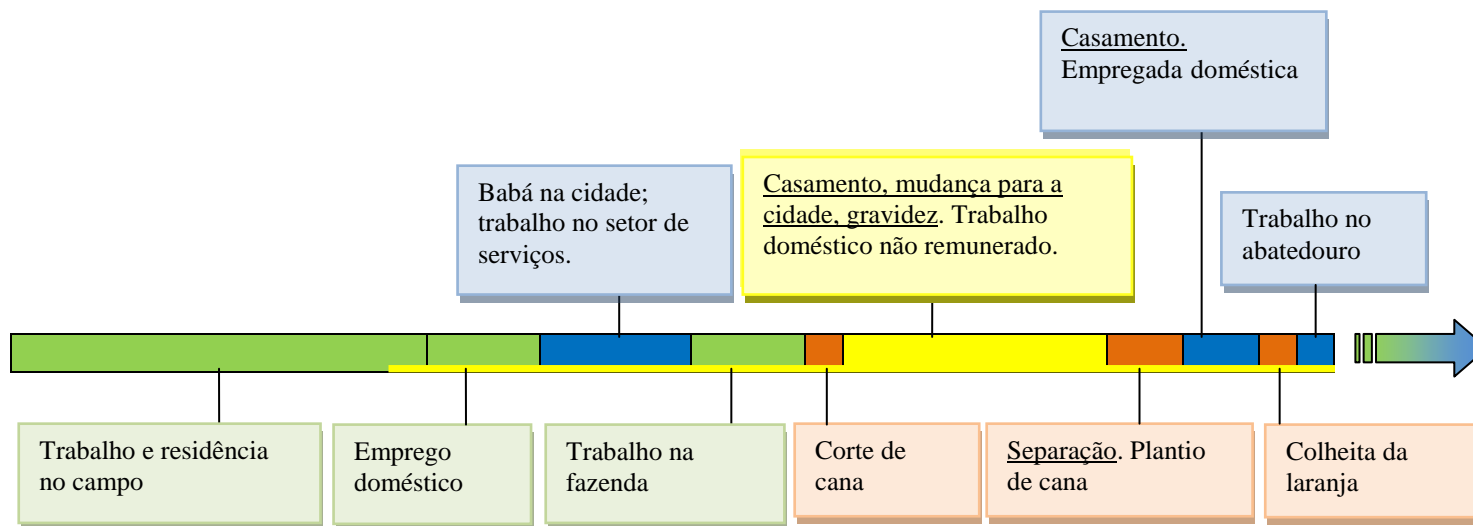 Casamento.
Empregada doméstica
Babá na cidade;
trabalho no setor de
serviços.
Casamento, mudança para a
cidade, gravidez. Trabalho
doméstico não remunerado.
Trabalho no
abatedouro
Trabalho e residência
no campo
Emprego
doméstico
Trabalho na
fazenda
Corte de
cana
Separação. Plantio
de cana
Colheita da
laranja